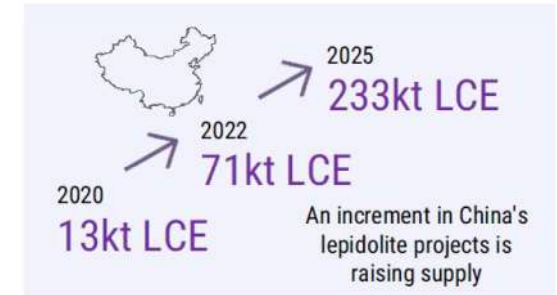 2025
233kt LCE
2022
71kt LCE
2020
13kt LCE
An increment in China's
lepidolite projects is
raising supply